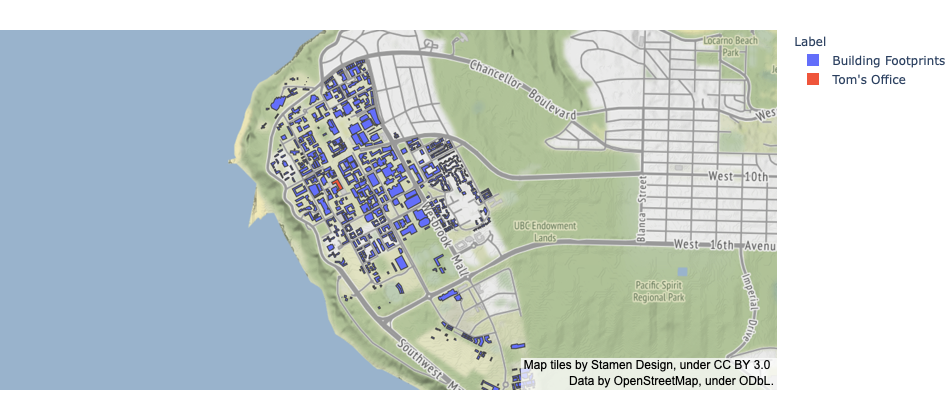 Label
Building Footprints
Tom's Office
Locarno Beach
Park
Chancellor Boulevard
Wes
West 10th
Blanca Street
UBC Endowment
Lands
West 16th Avenu
Wesbrook Mall
Pacific Spirit
Regional Park
Imperial Drive
Southwest Ma
Map tiles by Stamen Design, under CC BY 3.0
Data by OpenStreetMap, under ODbL.